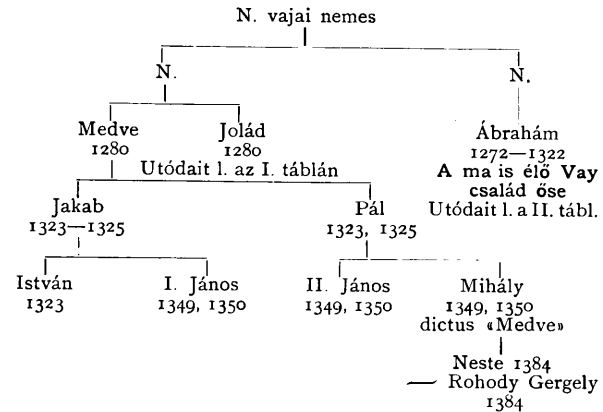 N. vajai nemes
N. N.
Medve Jolád Ábrahám
1280 1280 1272—1322
Utódait l. az I. táblán A ma is élő Vay
család őse
Jakab Pál Utódait l. a II. tábl.
1323—1325 1323, 1325
István I. János II. János Mihály
1323 1349, 1350 1349, 1350 1349, 1350
dictus «Medve»
Neste 1384
— Rohody Gergely
1384